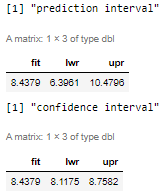 [1] "prediction interval"
A matrix: 1 × 3 of type dbl
fit lwr upr
8.4379 6.3961 10.4796
[1] "confidence interval"
A matrix: 1 × 3 of type dbl
fit lwr upr
8.4379 8.1175 8.7582